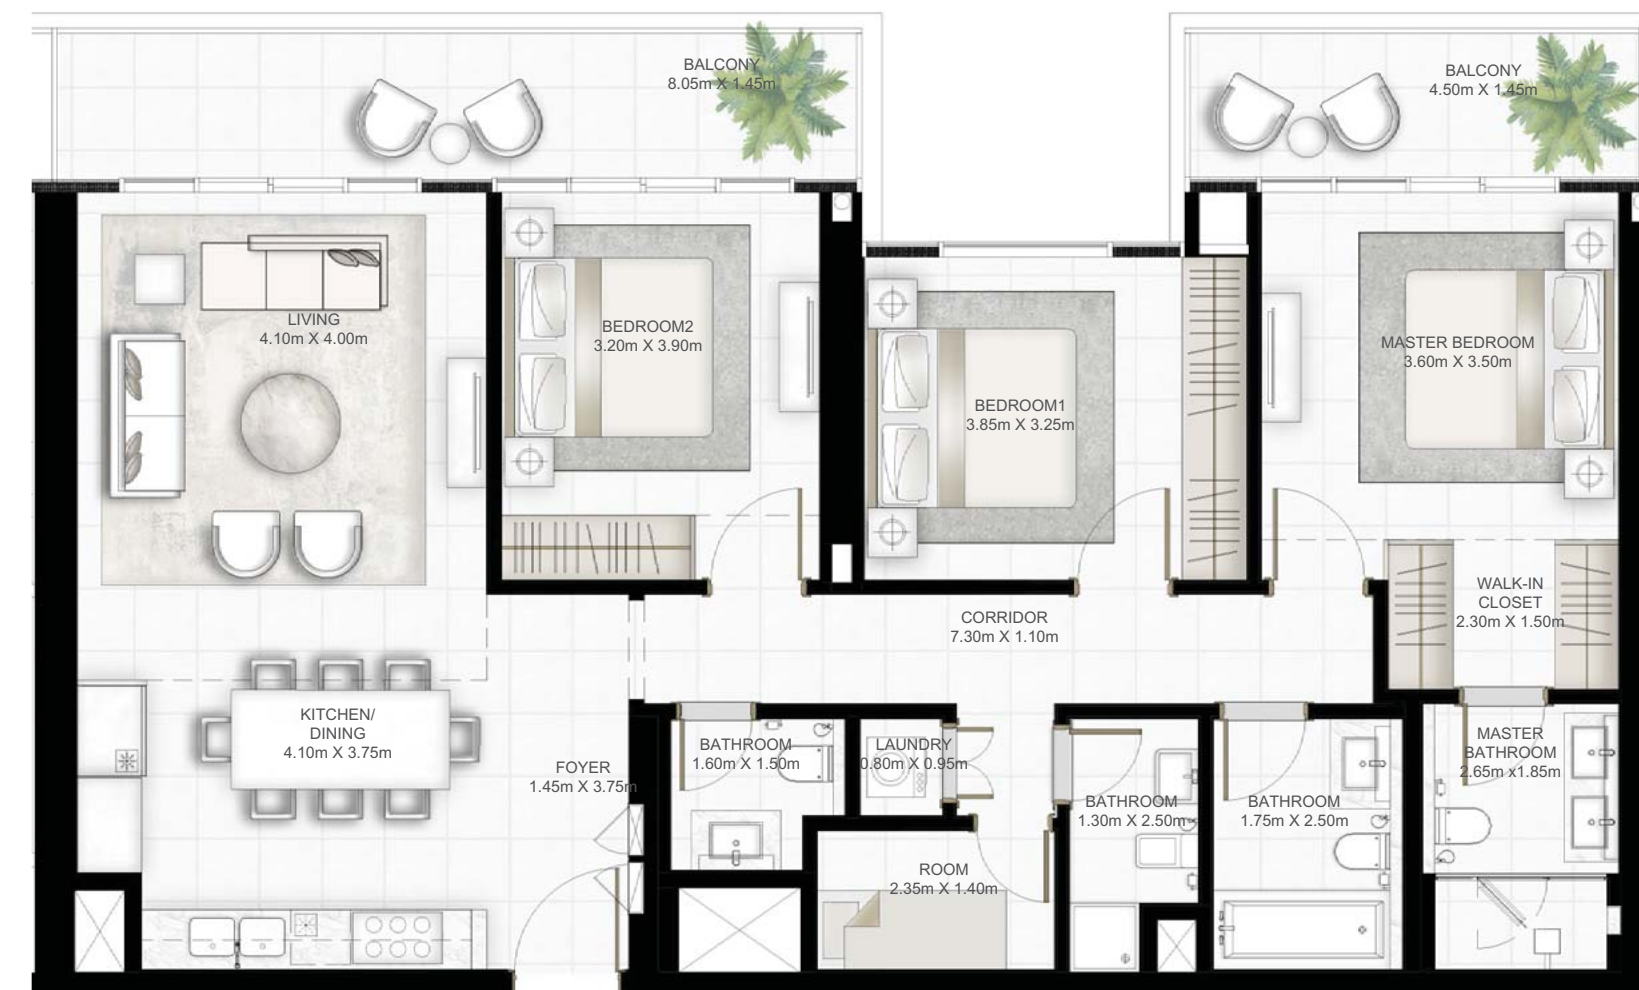 BALCONY
8.05m X 1.45m
BALCONY
4.50m X 1.45m
LIVING
4.10m X 4.00m
BEDROOM2
3.20m X 3.90m
BEDROOM1
3.85m X 3.25m
MASTER BEDROOM
3.60m X 3.50m
WALK-IN
CLOSET
2.30m X 1.50m
CORRIDOR
7.30m X 1.10m
KITCHEN/
DINING
4.10m X 3.75m
FOYER
1.45m X 3.75m
BATHROOM
1.60m X 1.50m
LAUNDRY
0.80m X 0.95m
BATHROOM
1.30m X 2.50m
BATHROOM
1.75m X 2.50m
MASTER
BATHROOM
2.65m x1.85m
ROOM
2.35m X 1.40m